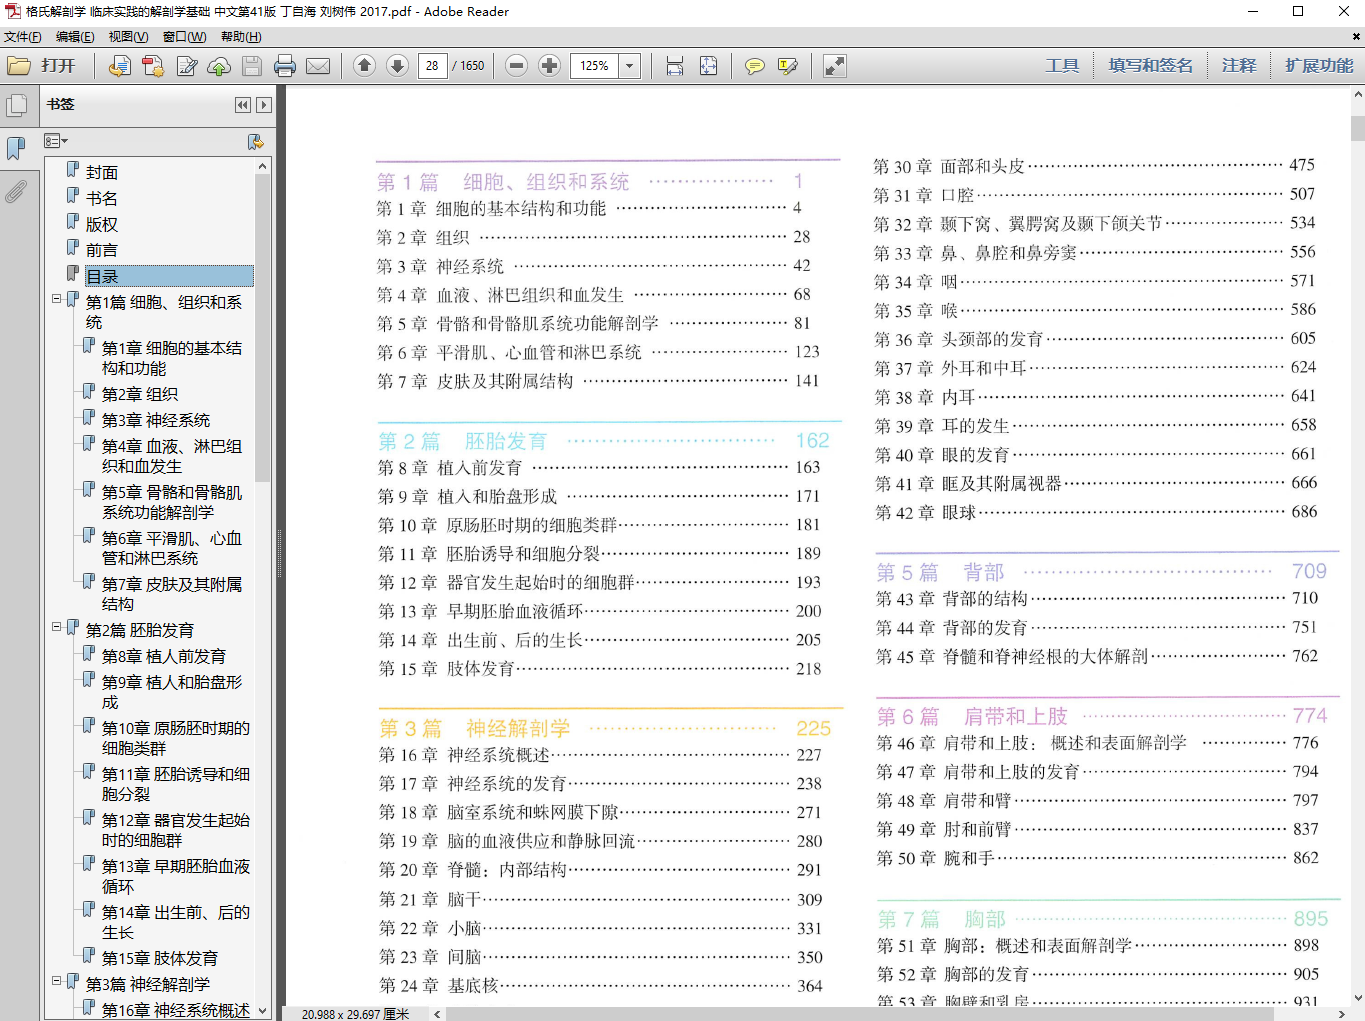 格氏解剖学 临床实践的解剖学基础 中文第41版 丁自海 刘树伟 2017.pdf - Adobe Reader
文件(F) 编辑(E) 视图(V) 窗口(W) 帮助(H)
打开
28 / 1650
125%
工具 填写和签名 注释 扩展功能
书签
封面
书名
版权
前言
目录
第1篇 细胞、组织和系
统
第1章 细胞的基本结
构和功能
第2章 组织
第3章 神经系统
第4章 血液、淋巴组
织和血发生
第5章 骨骼和骨骼肌
系统功能解剖学
第6章 平滑肌、心血
管和淋巴系统
第7章 皮肤及其附属
结构
第2篇 胚胎发育
第8章 植人前发育
第9章 植人和胎盘形
成
第10章 原肠胚时期的
细胞类群
第11章 胚胎诱导和细
胞分裂
第12章 器官发生起始
时的细胞群
第13章 早期胚胎血液
循环
第14章 出生前、后的
生长
第15章 肢体发育
第3篇 神经解剖学
第16章 神经系统概述
第 1 篇 细胞、组织和系统 ·················· 1
第 1 章 细胞的基本结构和功能 ·················· 4
第 2 章 组织 ·················· 28
第 3 章 神经系统 ·················· 42
第 4 章 血液、淋巴组织和血发生 ·················· 68
第 5 章 骨骼和骨骼肌系统功能解剖学 ·················· 81
第 6 章 平滑肌、心血管和淋巴系统 ·················· 123
第 7 章 皮肤及其附属结构 ·················· 141
第 2 篇 胚胎发育 ·················· 162
第 8 章 植入前发育 ·················· 163
第 9 章 植入和胎盘形成 ·················· 171
第 10 章 原肠胚时期的细胞类群·················· 181
第 11 章 胚胎诱导和细胞分裂·················· 189
第 12 章 器官发生起始时的细胞群·················· 193
第 13 章 早期胚胎血液循环·················· 200
第 14 章 出生前、后的生长·················· 205
第 15 章 肢体发育·················· 218
第 3 篇 神经解剖学 ·················· 225
第 16 章 神经系统概述·················· 227
第 17 章 神经系统的发育·················· 238
第 18 章 脑室系统和蛛网膜下隙·················· 271
第 19 章 脑的血液供应和静脉回流·················· 280
第 20 章 脊髓：内部结构·················· 291
第 21 章 脑干·················· 309
第 22 章 小脑·················· 331
第 23 章 间脑·················· 350
第 24 章 基底核·················· 364
第 30 章 面部和头皮·················· 475
第 31 章 口腔·················· 507
第 32 章 颞下窝、翼腭窝及颞下颌关节·················· 534
第 33 章 鼻、鼻腔和鼻旁窦·················· 556
第 34 章 咽·················· 571
第 35 章 喉·················· 586
第 36 章 头颈部的发育·················· 605
第 37 章 外耳和中耳·················· 624
第 38 章 内耳·················· 641
第 39 章 耳的发生·················· 658
第 40 章 眼的发育·················· 661
第 41 章 眶及其附属视器·················· 666
第 42 章 眼球·················· 686
第 5 篇 背部 ·················· 709
第 43 章 背部的结构·················· 710
第 44 章 背部的发育·················· 751
第 45 章 脊髓和脊神经根的大体解剖·················· 762
第 6 篇 肩带和上肢 ·················· 774
第 46 章 肩带和上肢： 概述和表面解剖学 ·················· 776
第 47 章 肩带和上肢的发育·················· 794
第 48 章 肩带和臂·················· 797
第 49 章 肘和前臂·················· 837
第 50 章 腕和手·················· 862
第 7 篇 胸部 ·················· 895
第 51 章 胸部：概述和表面解剖学·················· 898
第 52 章 胸部的发育·················· 905
第 53 章 胸壁和乳房·················· 931
20.988 x 29.697 厘米